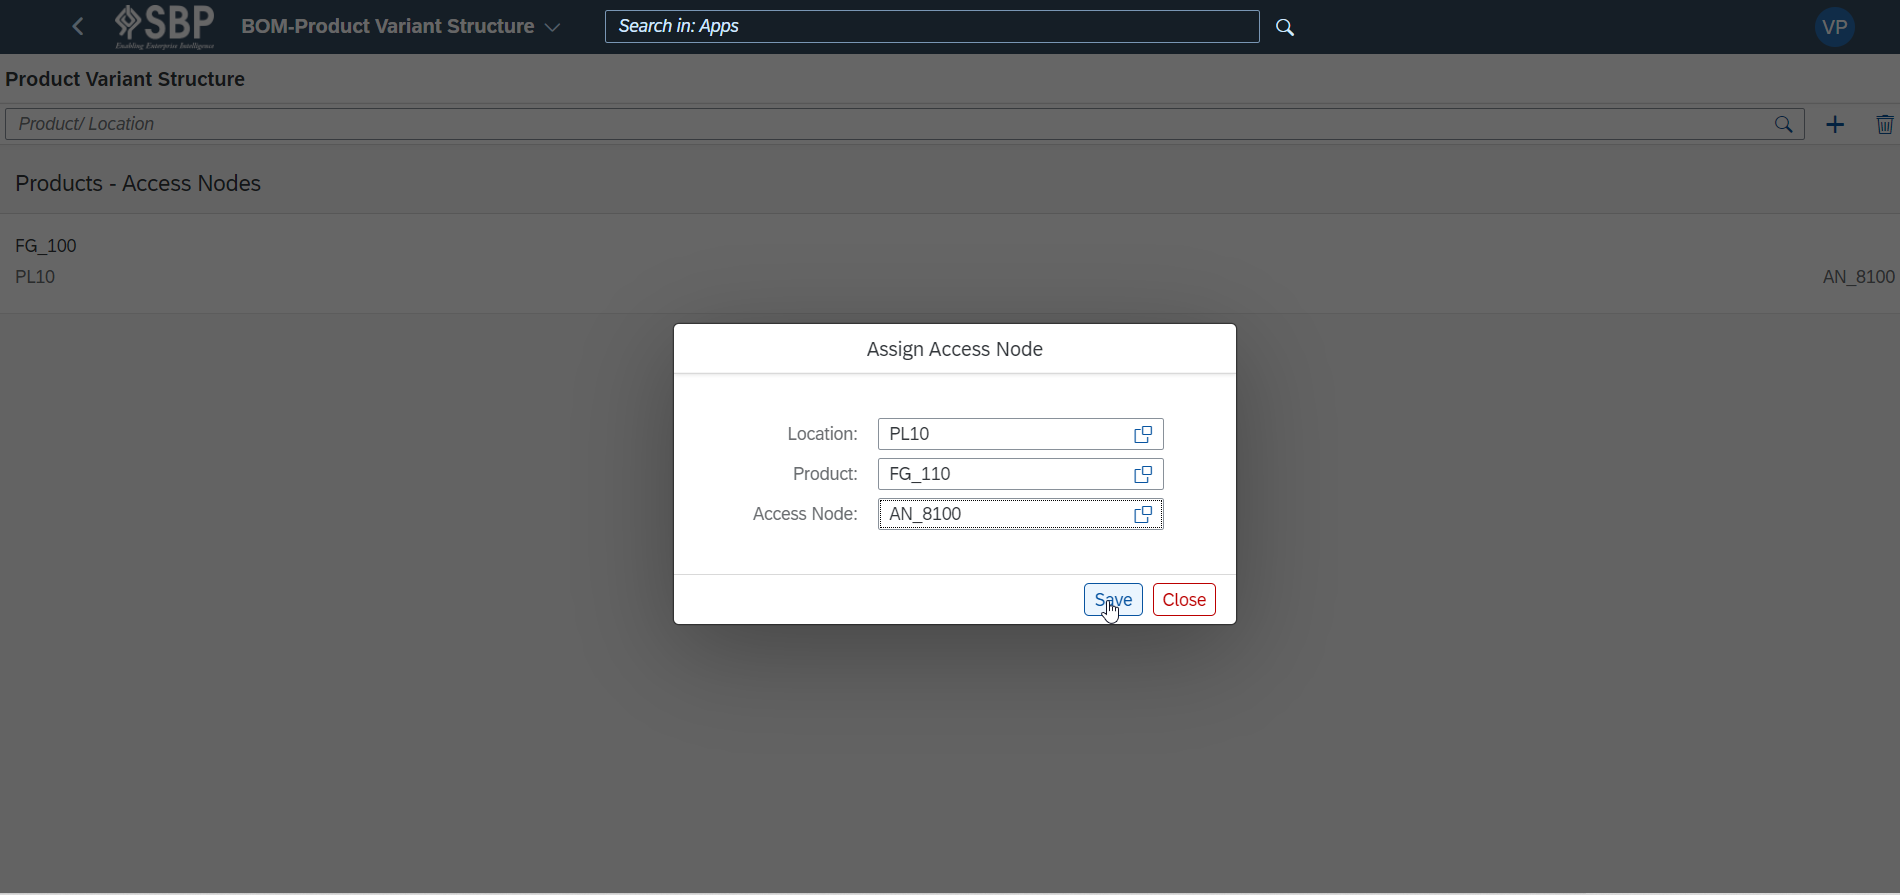 SBP
Enabling Enterprise Intelligence
BOM-Product Variant Structure
Search in: Apps
VP
Product Variant Structure
Product/ Location
Products - Access Nodes
FG_100
PL10
AN_8100
Assign Access Node
Location: PL10
Product: FG_110
Access Node: AN_8100
Save Close